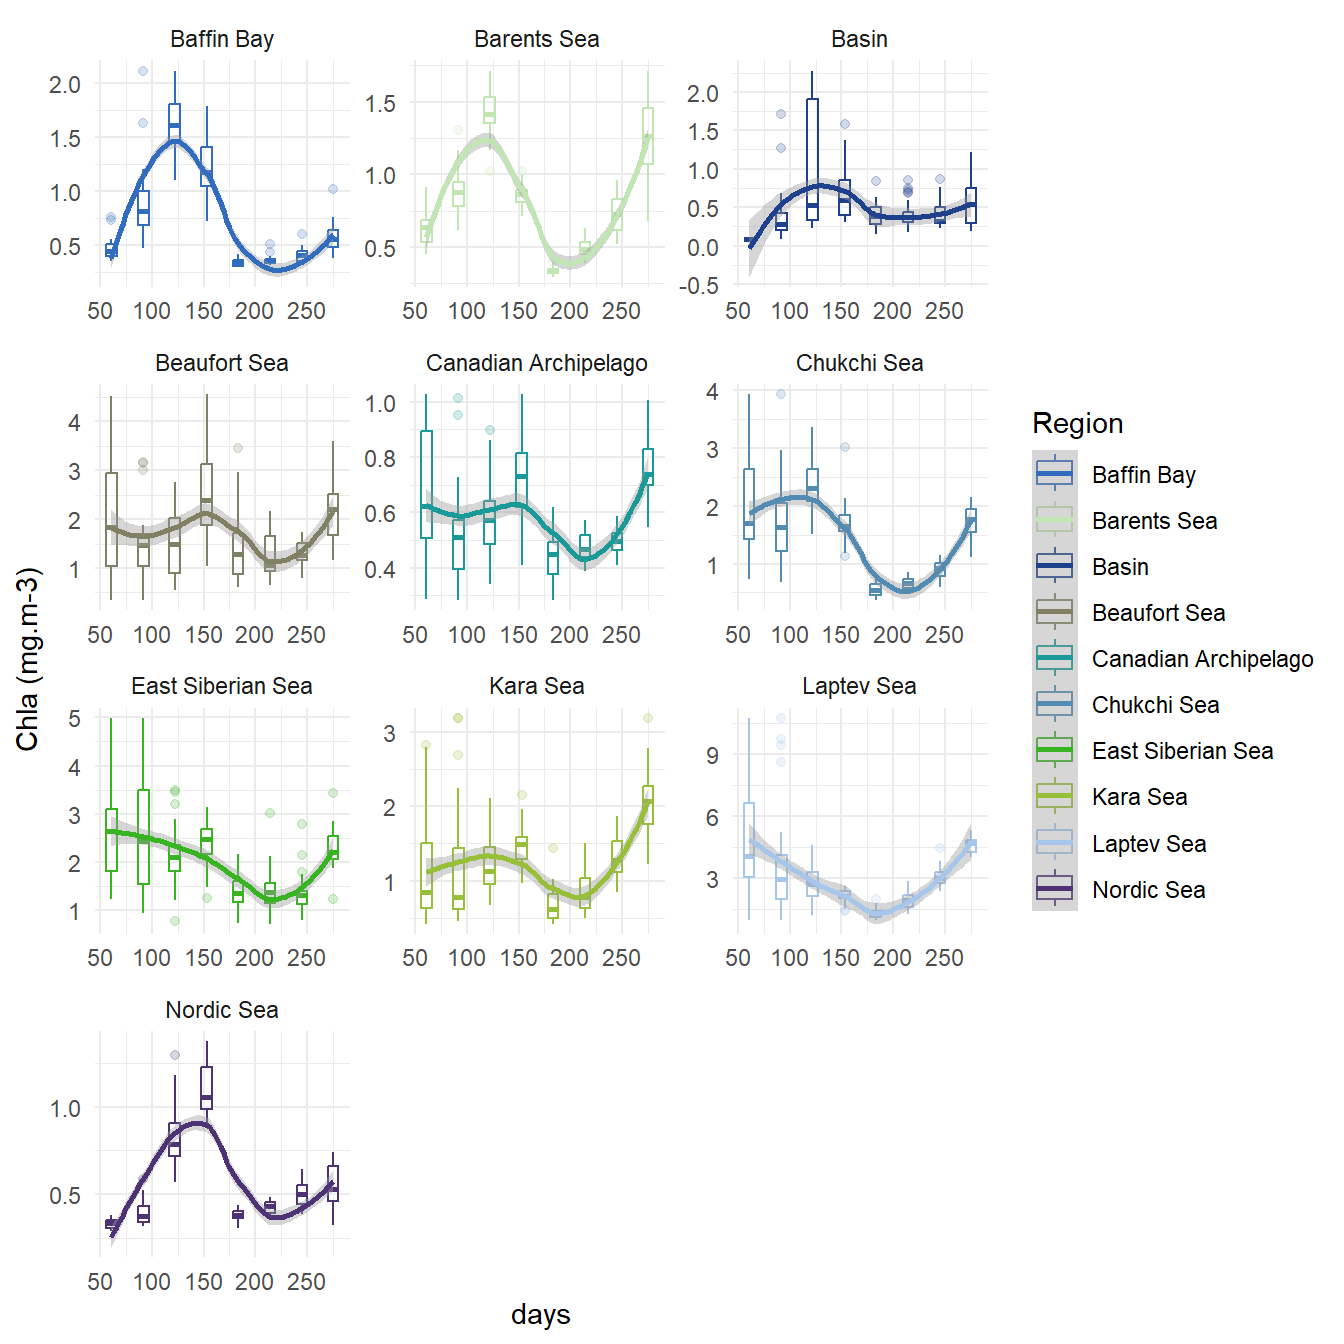 Baffin Bay Barents Sea Basin
2.0
1.5
1.0
0.5
50 100 150 200 250
1.5
1.0
0.5
50 100 150 200 250
2.0
1.5
1.0
0.5
0.0
-0.5
50 100 150 200 250
Beaufort Sea Canadian Archipelago Chukchi Sea
4
3
2
1
50 100 150 200 250
1.0
0.8
0.6
0.4
50 100 150 200 250
4
3
2
1
50 100 150 200 250
East Siberian Sea Kara Sea Laptev Sea
5
4
3
2
1
50 100 150 200 250
3
2
1
50 100 150 200 250
9
6
3
50 100 150 200 250
Nordic Sea
1.0
0.5
50 100 150 200 250
Chla (mg.m-3)
days
Region
Baffin Bay
Barents Sea
Basin
Beaufort Sea
Canadian Archipelago
Chukchi Sea
East Siberian Sea
Kara Sea
Laptev Sea
Nordic Sea